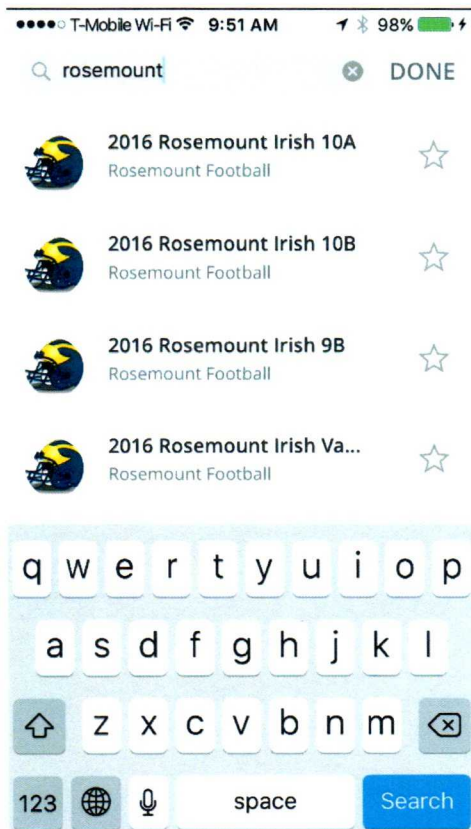 T-Mobile Wi-Fi 9:51 AM 98%
rosemount DONE
2016 Rosemount Irish 10A
Rosemount Football
2016 Rosemount Irish 10B
Rosemount Football
2016 Rosemount Irish 9B
Rosemount Football
2016 Rosemount Irish Va...
Rosemount Football
q w e r t y u i o p
a s d f g h j k l
z x c v b n m
123 space Search